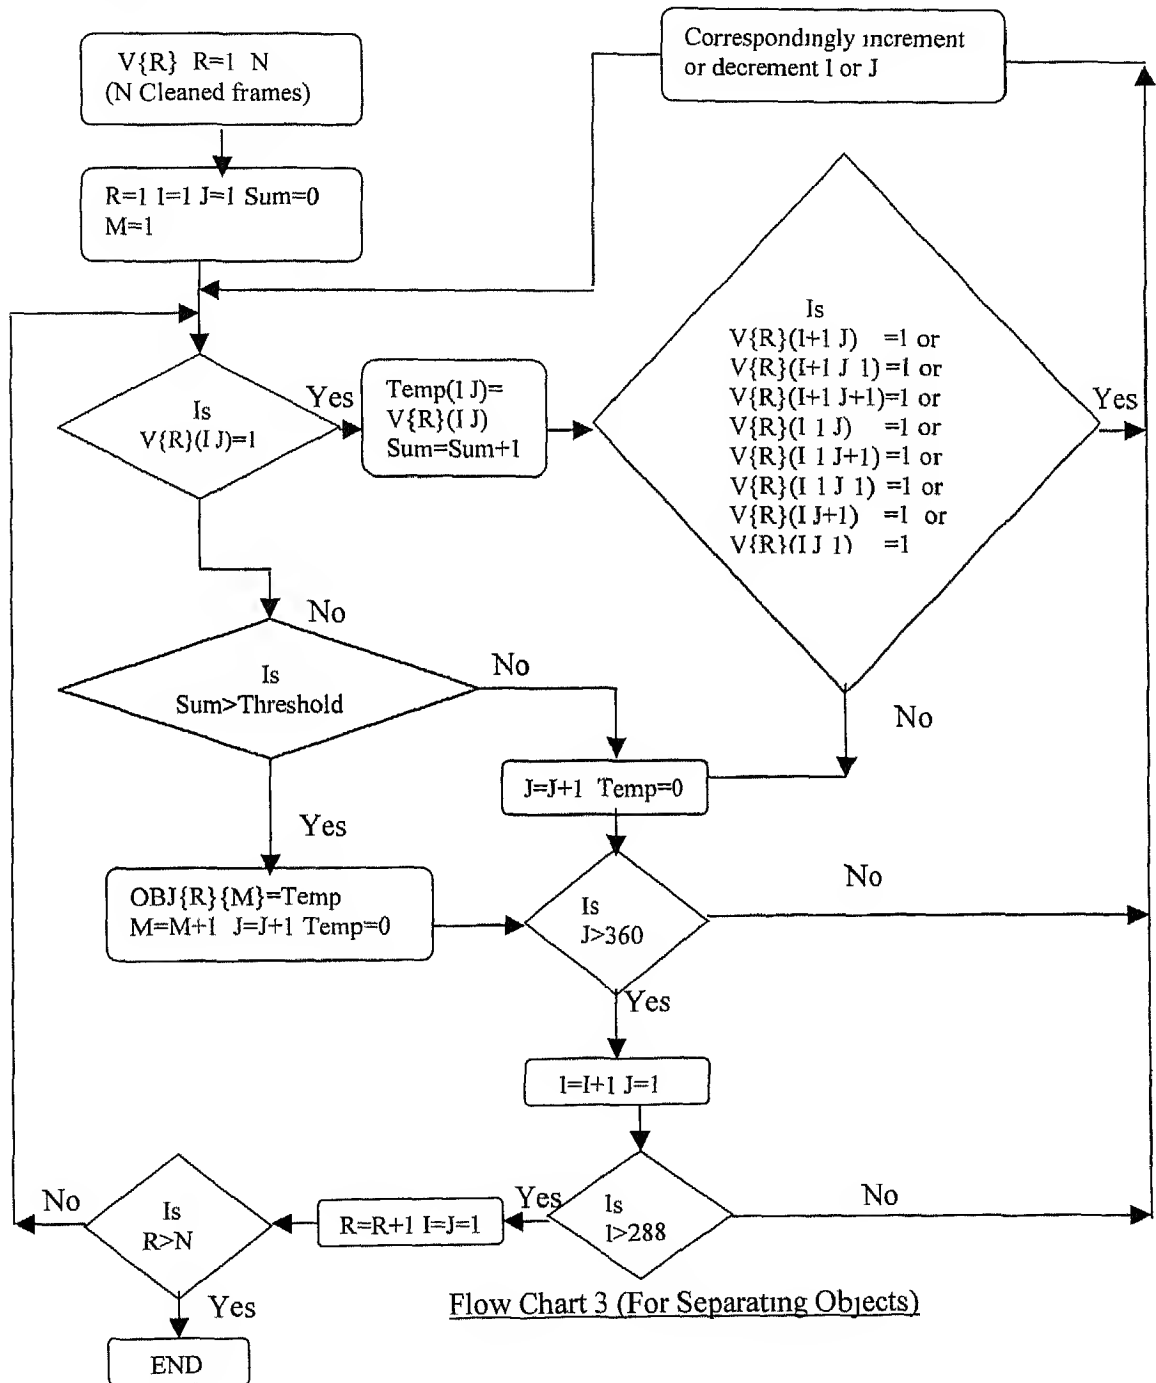 V{R} R=1 N
(N Cleaned frames)
Correspondingly increment
or decrement I or J
R=1 I=1 J=1 Sum=0
M=1
Is
V{R}(I J)=1
Yes
Temp(I J)=
V{R}(I J)
Sum=Sum+1
Is
V{R}(I+1 J) =1 or
V{R}(I+1 J 1)=1 or
V{R}(I+1 J+1)=1 or
V{R}(I 1 J) =1 or
V{R}(I 1 J+1)=1 or
V{R}(I 1 J 1) =1 or
V{R}(I J+1) =1 or
V{R}(I J 1) =1
Yes
No
No
Is
Sum>Threshold
No
Yes
J=J+1 Temp=0
OBJ{R}{M}=Temp
M=M+1 J=J+1 Temp=0
Is
J>360
No
Yes
I=I+1 J=1
Is
I>288
No
Yes
R=R+1 I=J=1
Is
R>N
No
Yes
END
Flow Chart 3 (For Separating Objects)